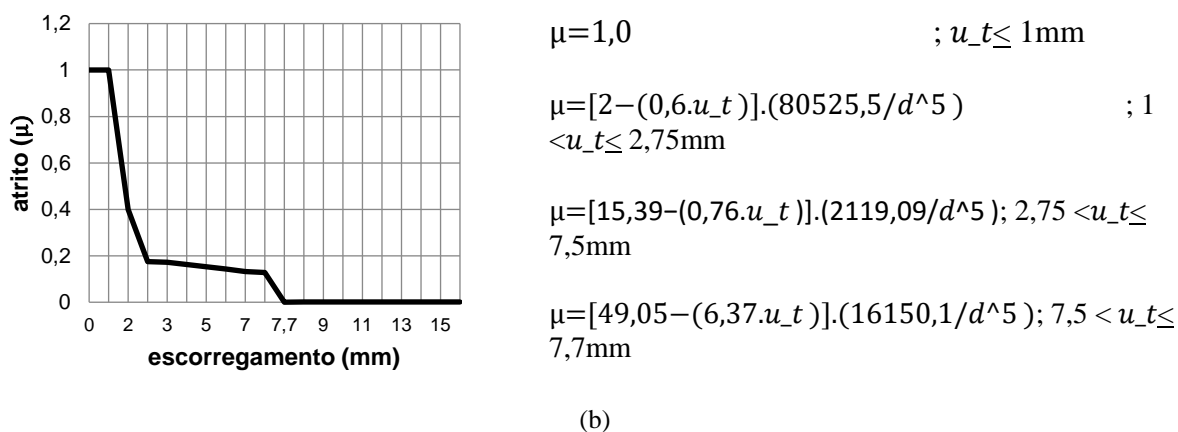 1,2
1
0,8
0,6
0,4
0,2
0
atrito (μ)
0 2 3 5 7 7,7 9 11 13 15
escorregamento (mm)
μ=1,0 ; u_t≤ 1mm
μ=[2−(0,6.u_t )].(80525,5/d^5 ) ; 1
<u_t≤ 2,75mm
μ=[15,39−(0,76.u_t )].(2119,09/d^5 ); 2,75 <u_t≤
7,5mm
μ=[49,05−(6,37.u_t )].(16150,1/d^5 ); 7,5 < u_t≤
7,7mm
(b)